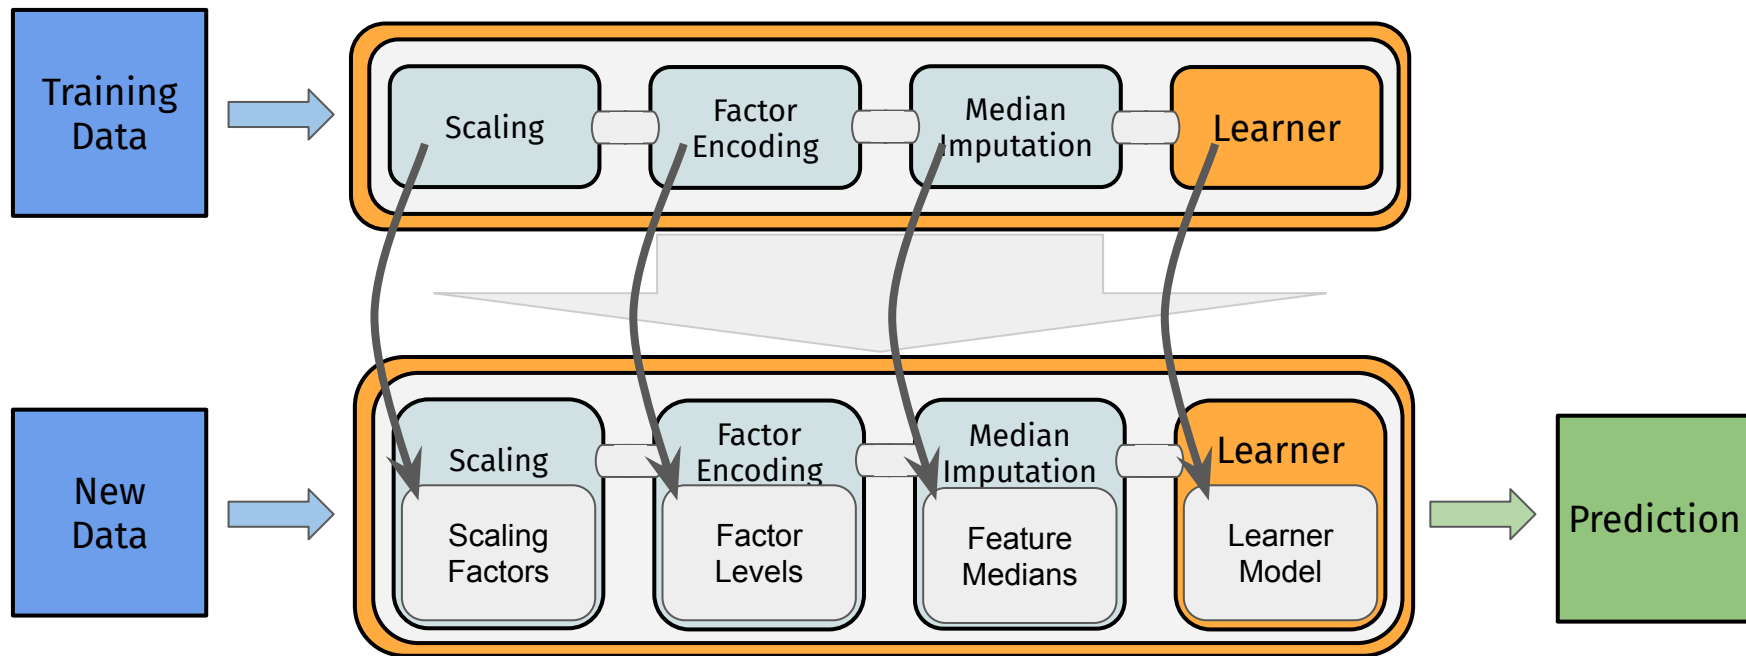 Training
Data
Scaling
Factor
Encoding
Median
Imputation
Learner
New
Data
Scaling
Scaling
Factors
Factor
Encoding
Factor
Levels
Median
Imputation
Feature
Medians
Learner
Learner
Model
Prediction